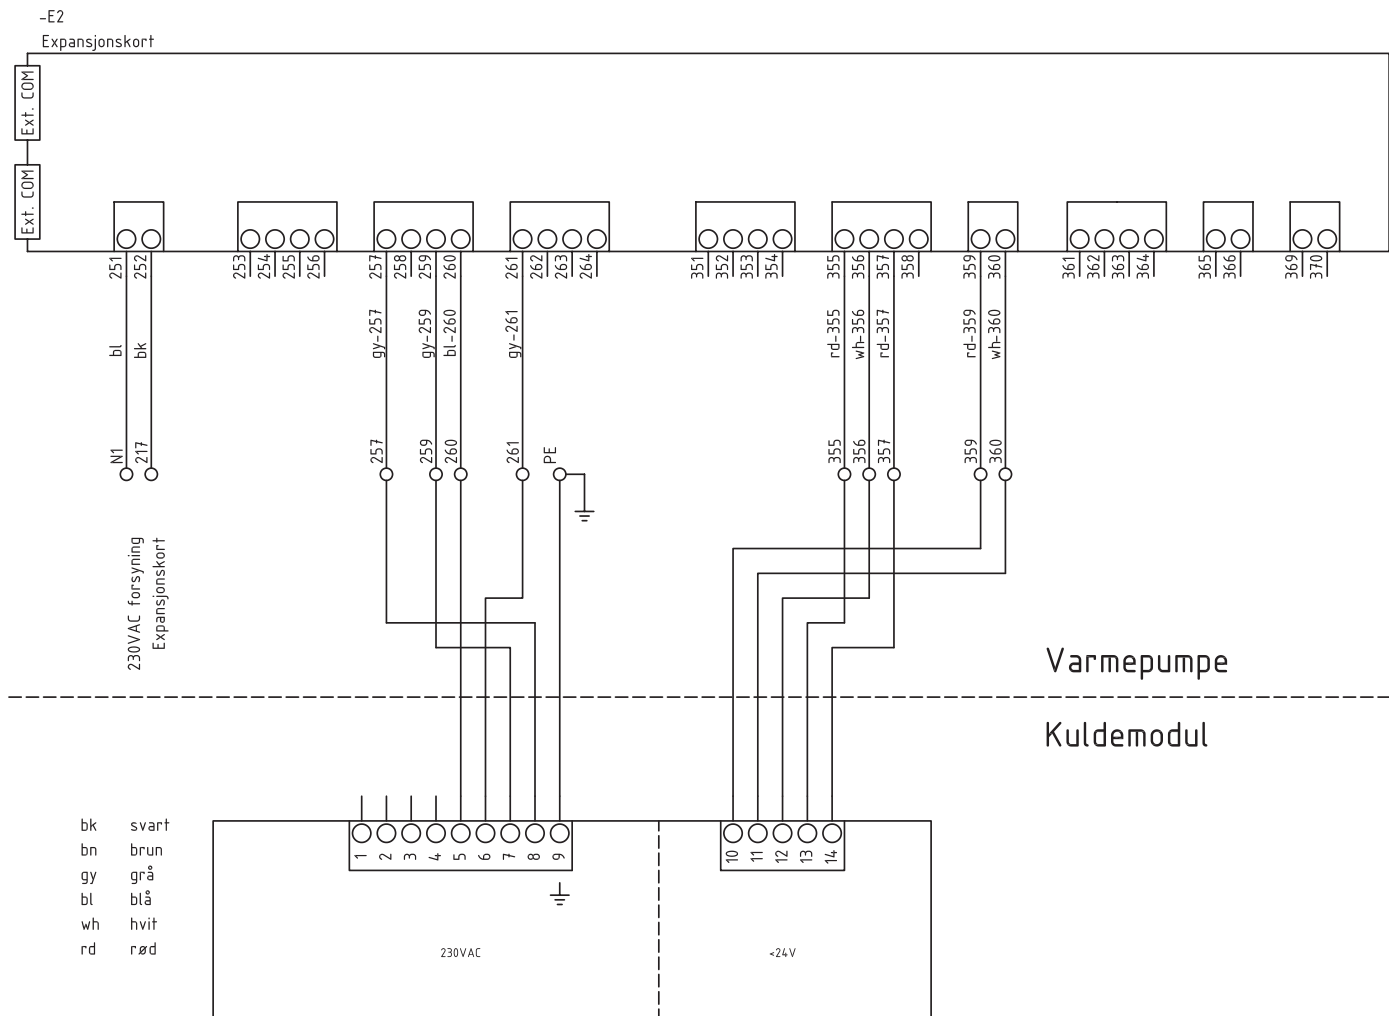 -E2
Expansjonskort
Ext. COM
Ext. COM
251
252
253
254
255
256
257
258
259
260
261
262
263
264
351
352
353
354
355
356
357
358
359
360
361
362
363
364
365
366
369
370
bl
bk
gy-257
gy-259
bl-260
gy-261
rd-355
wh-356
rd-357
rd-359
wh-360
N1
217
257
259
260
261
PE
355
356
357
359
360
230VAC forsyning
Expansjonskort
Varmepumpe
Kuldemodul
bk svart
bn brun
gy grå
bl blå
wh hvit
rd rød
1
2
3
4
5
6
7
8
9
10
11
12
13
14
230VAC
<24V